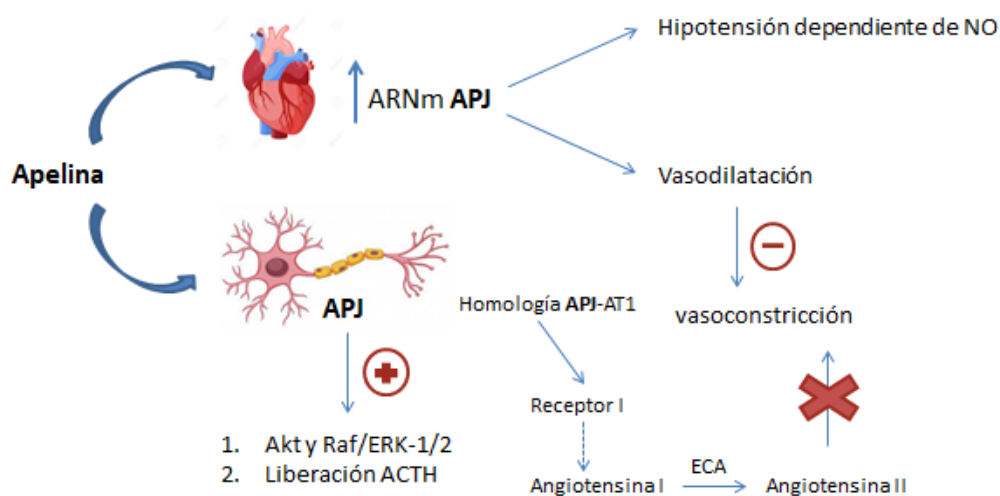 Hipotensión dependiente de NO
ARNm APJ
Apelina
Vasodilatación
APJ
Homología APJ-AT1
vasoconstricción
Receptor I
1. Akt y Raf/ERK-1/2
2. Liberación ACTH
ECA
Angiotensina I
Angiotensina II